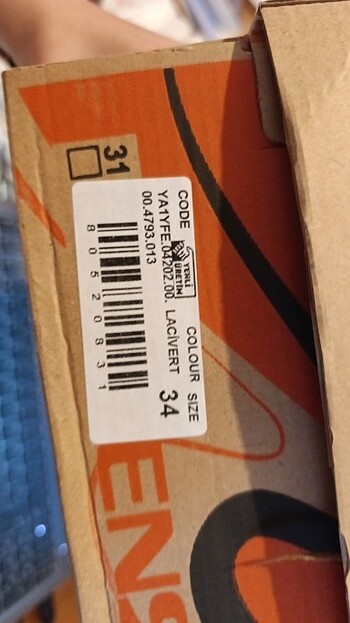 31
CODE YERLİ ÜRETİM COLOUR SIZE
YA1YFE.04202.00. LACİVERT 34
00.4793.013
8 0 5 2 0 8 3 1
ENS